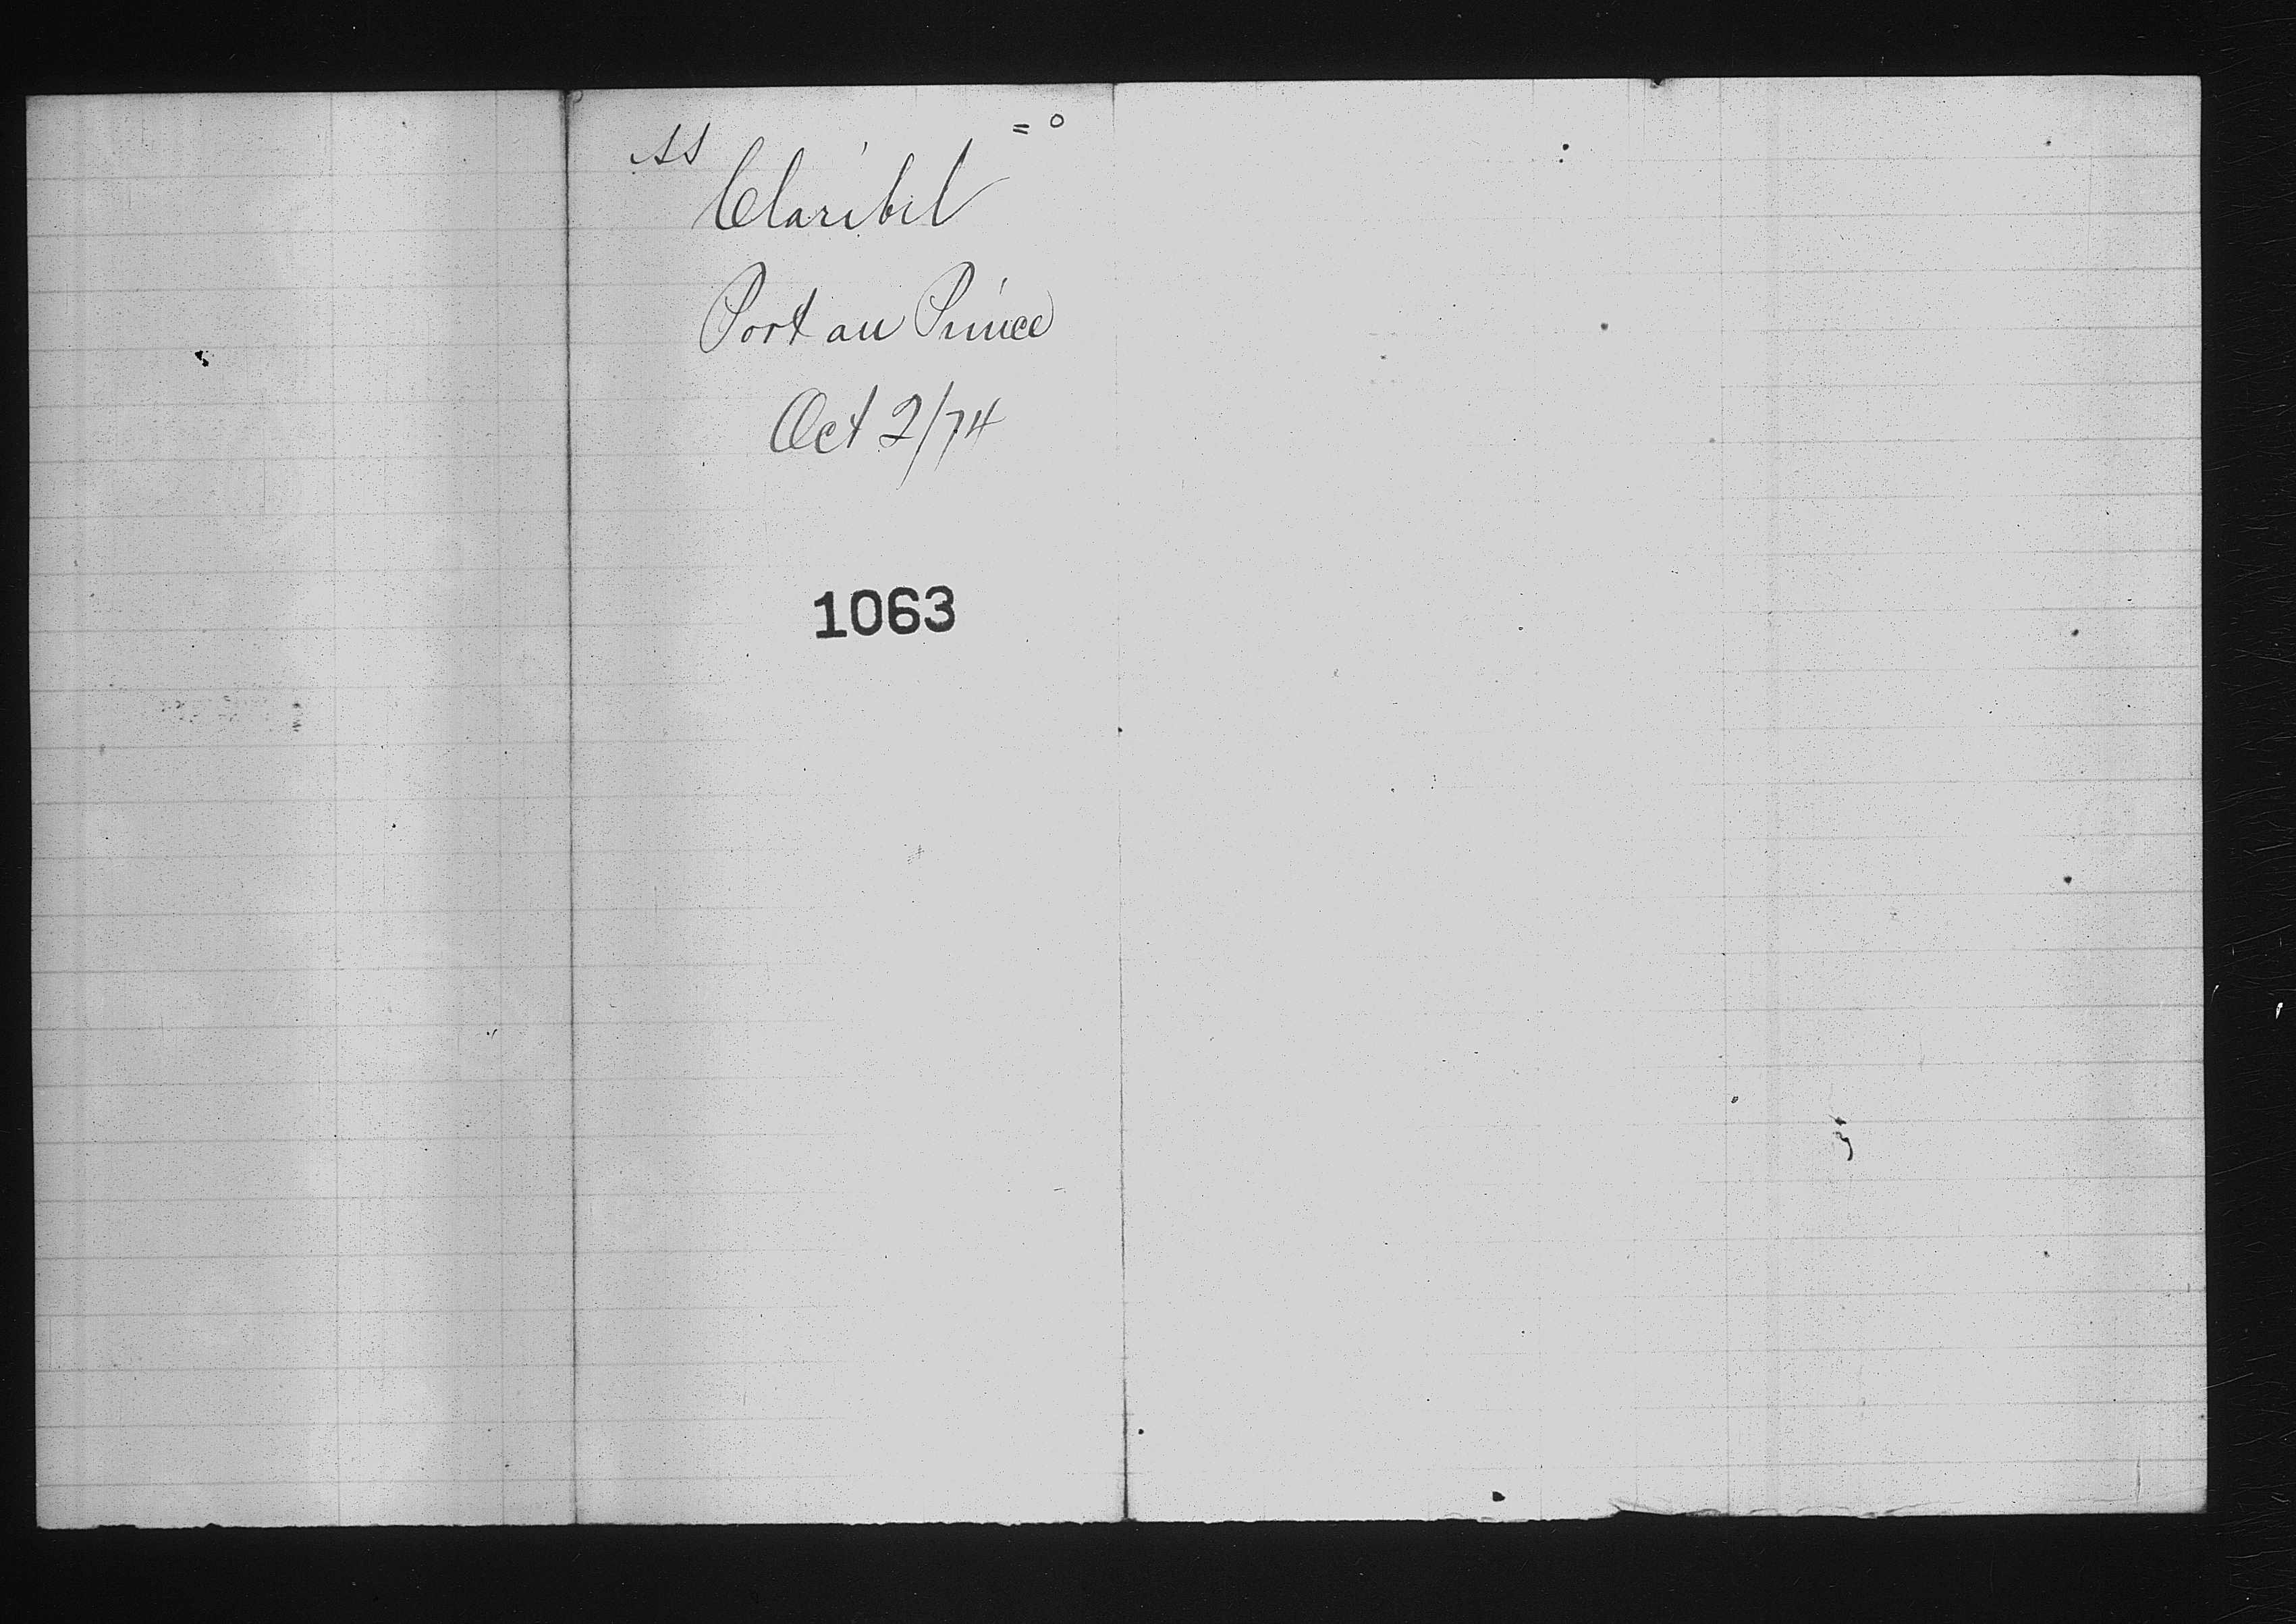 SS
Claribel
Port au Prince
Oct 2/74
1063